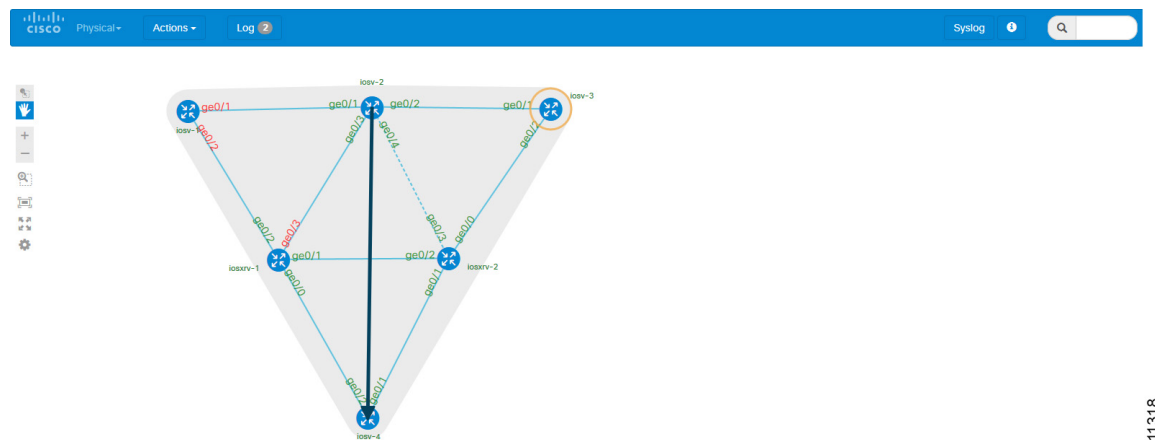 cisco Physical Actions Log 2 Syslog
iosv-2
iosv-3
ge0/1 ge0/1 ge0/2 ge0/1
iosv-1 ge0/2 ge0/3 ge0/4 ge0/2
ge0/2 ge0/3 ge0/3 ge0/0
ge0/1 ge0/2
iosxrv-1 iosxrv-2
ge0/0 ge0/1
ge0/2 ge0/1
iosv-4